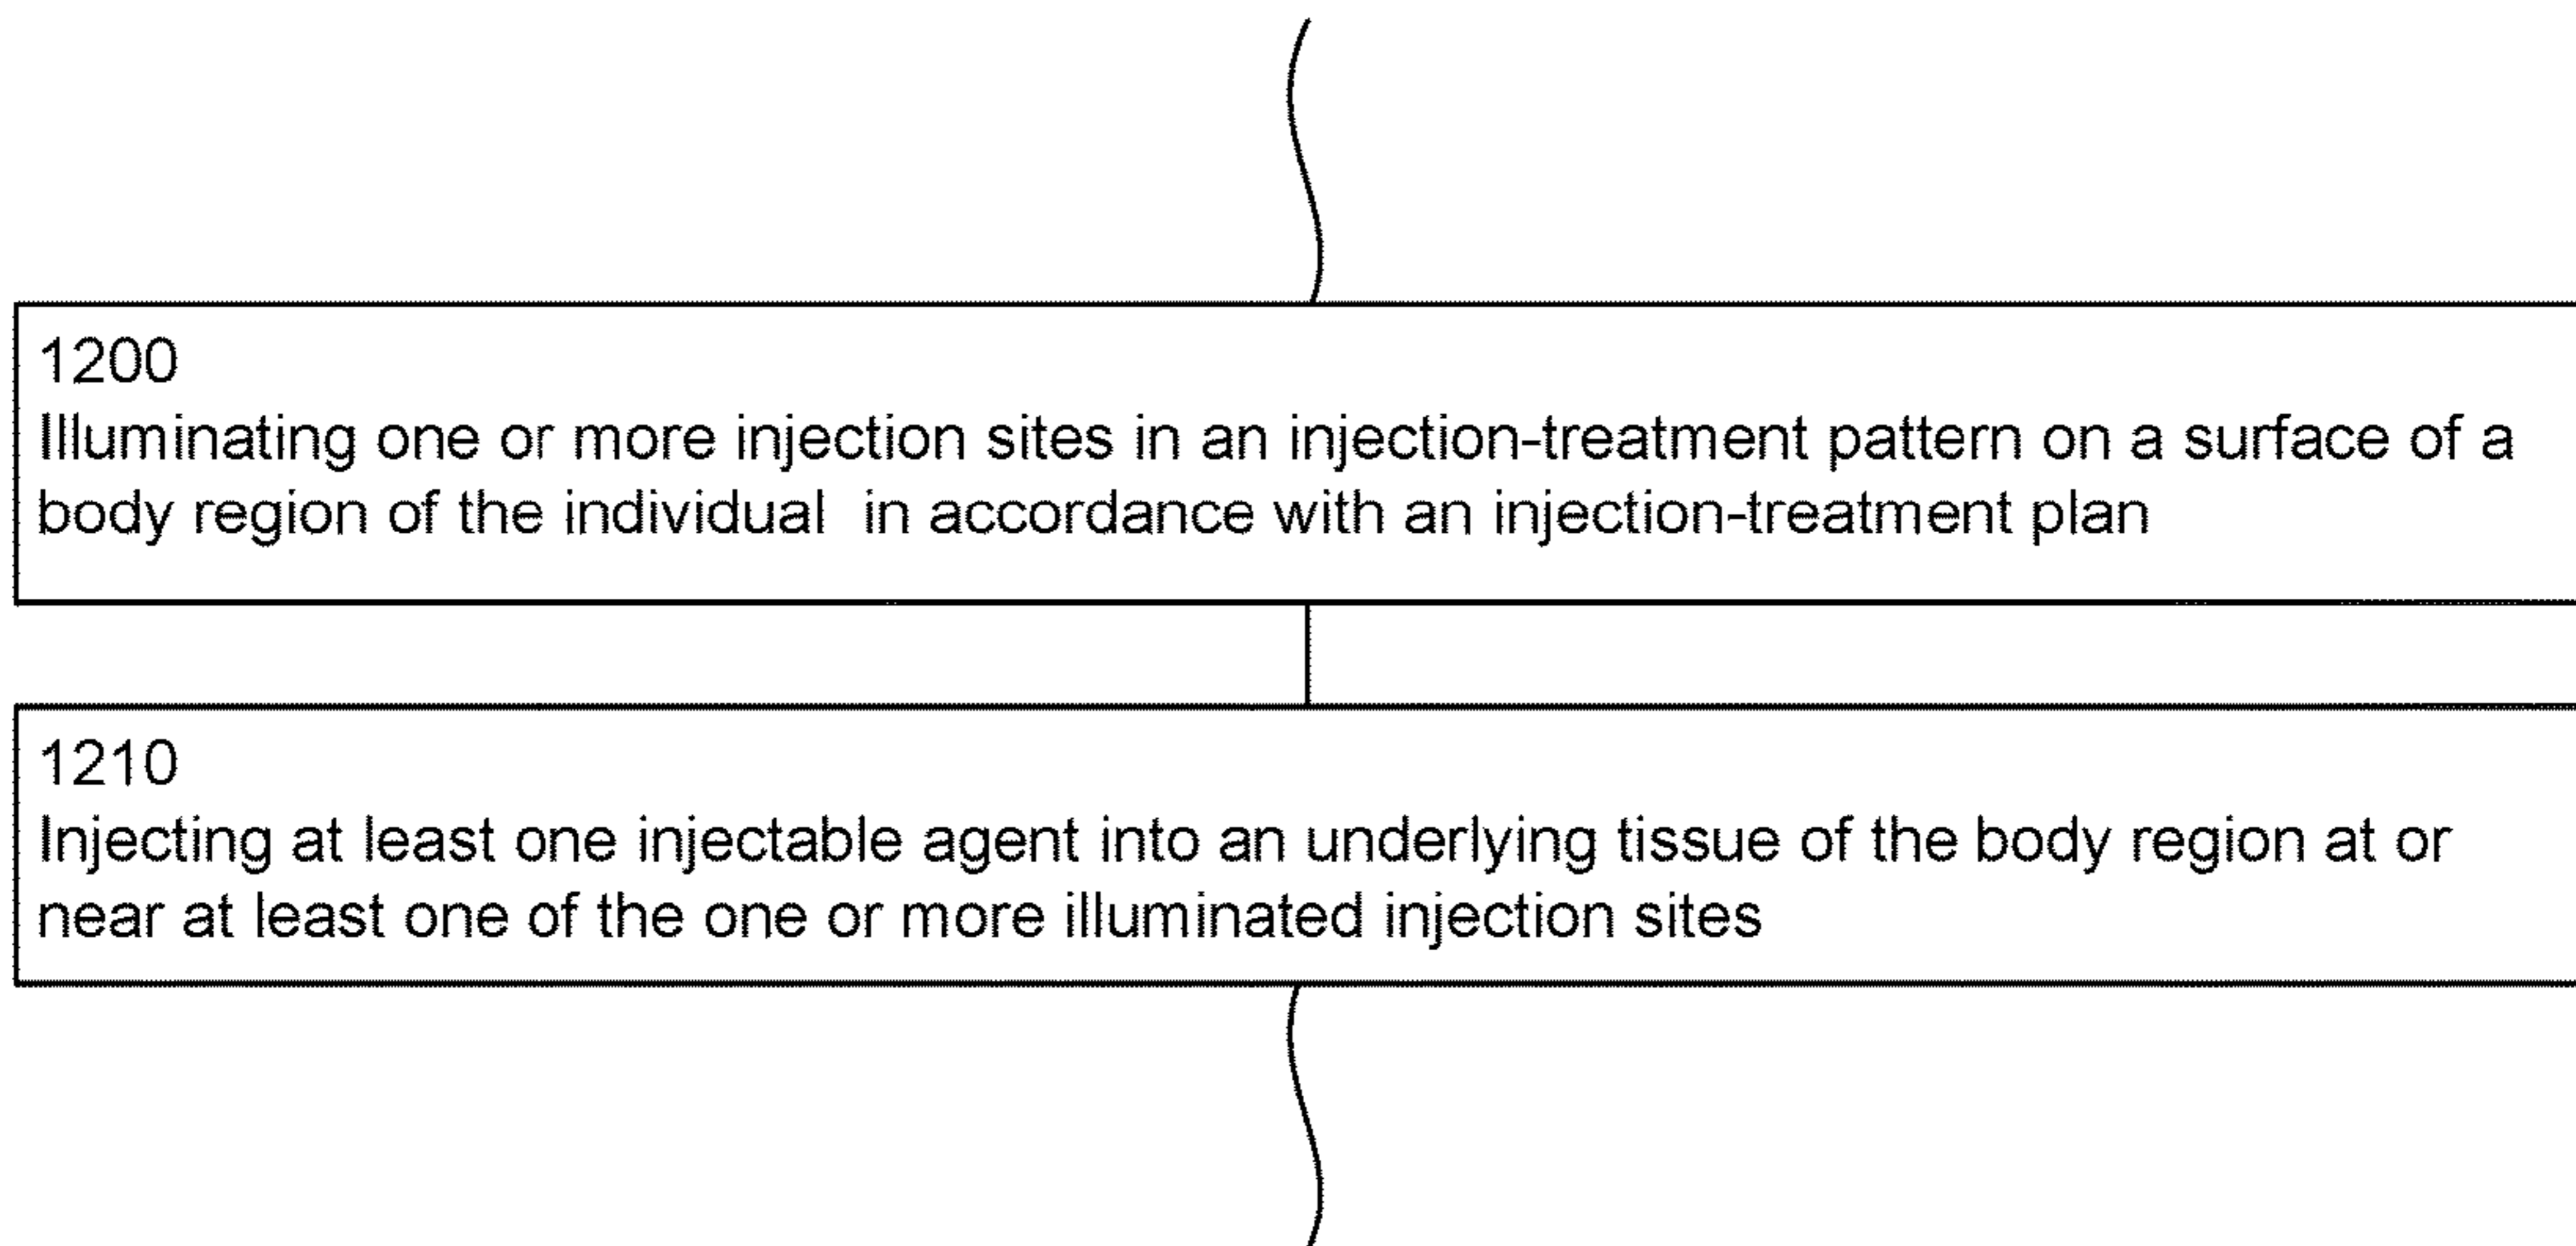 1200
Illuminating one or more injection sites in an injection-treatment pattern on a surface of a
body region of the individual  in accordance with an injection-treatment plan
1210
Injecting at least one injectable agent into an underlying tissue of the body region at or
near at least one of the one or more illuminated injection sites